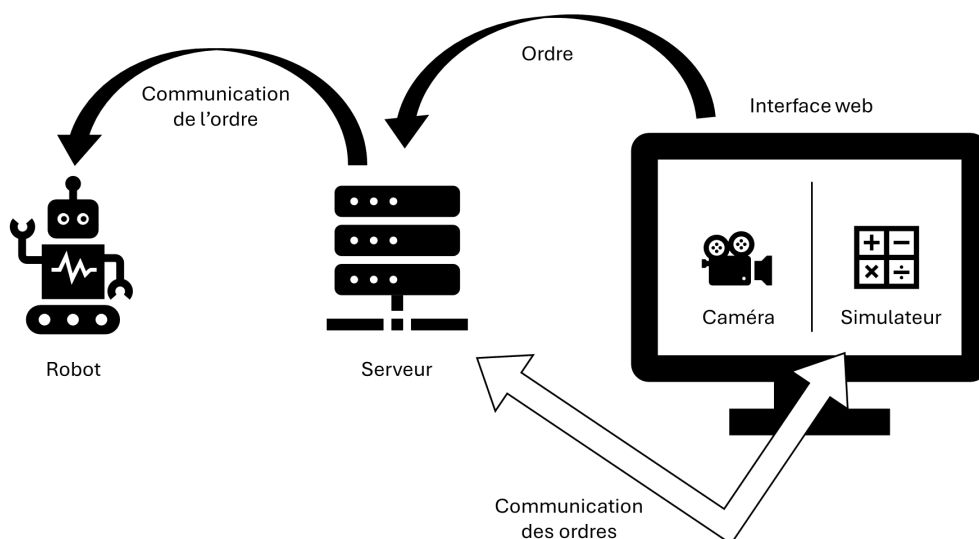 Ordre
Communication
de l'ordre
Interface web
Caméra
Simulateur
Robot
Serveur
Communication
des ordres